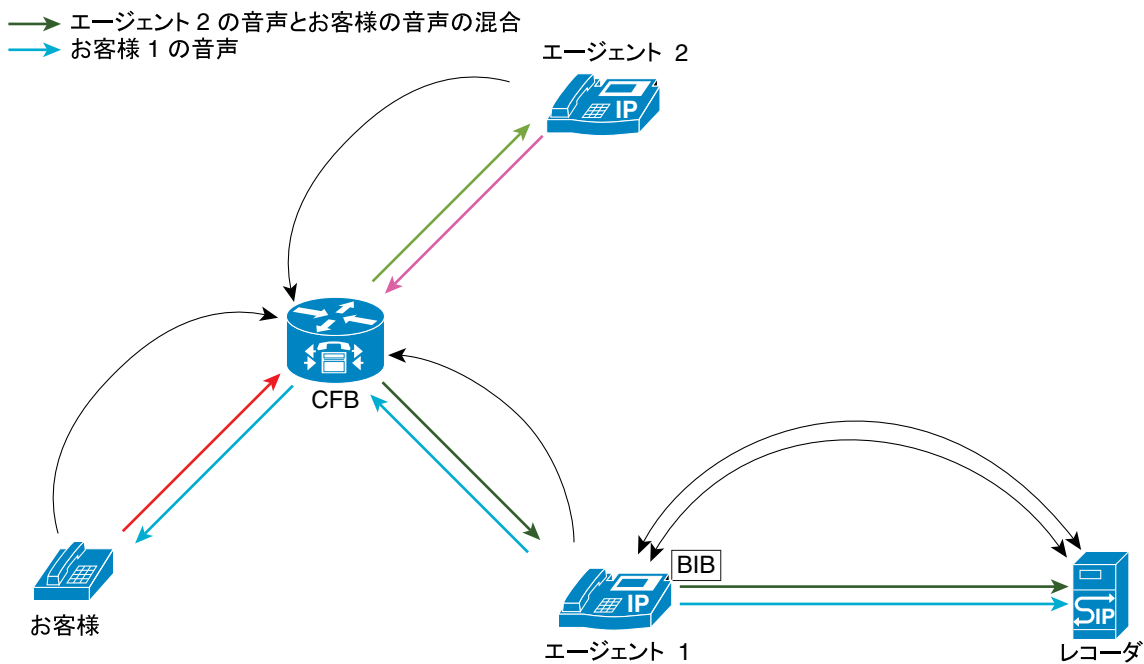 エージェント 2 の音声とお客様の音声の混合
お客様 1 の音声
エージェント 2
IP
CFB
BIB
IP
SIP
お客様
エージェント 1
レコーダ